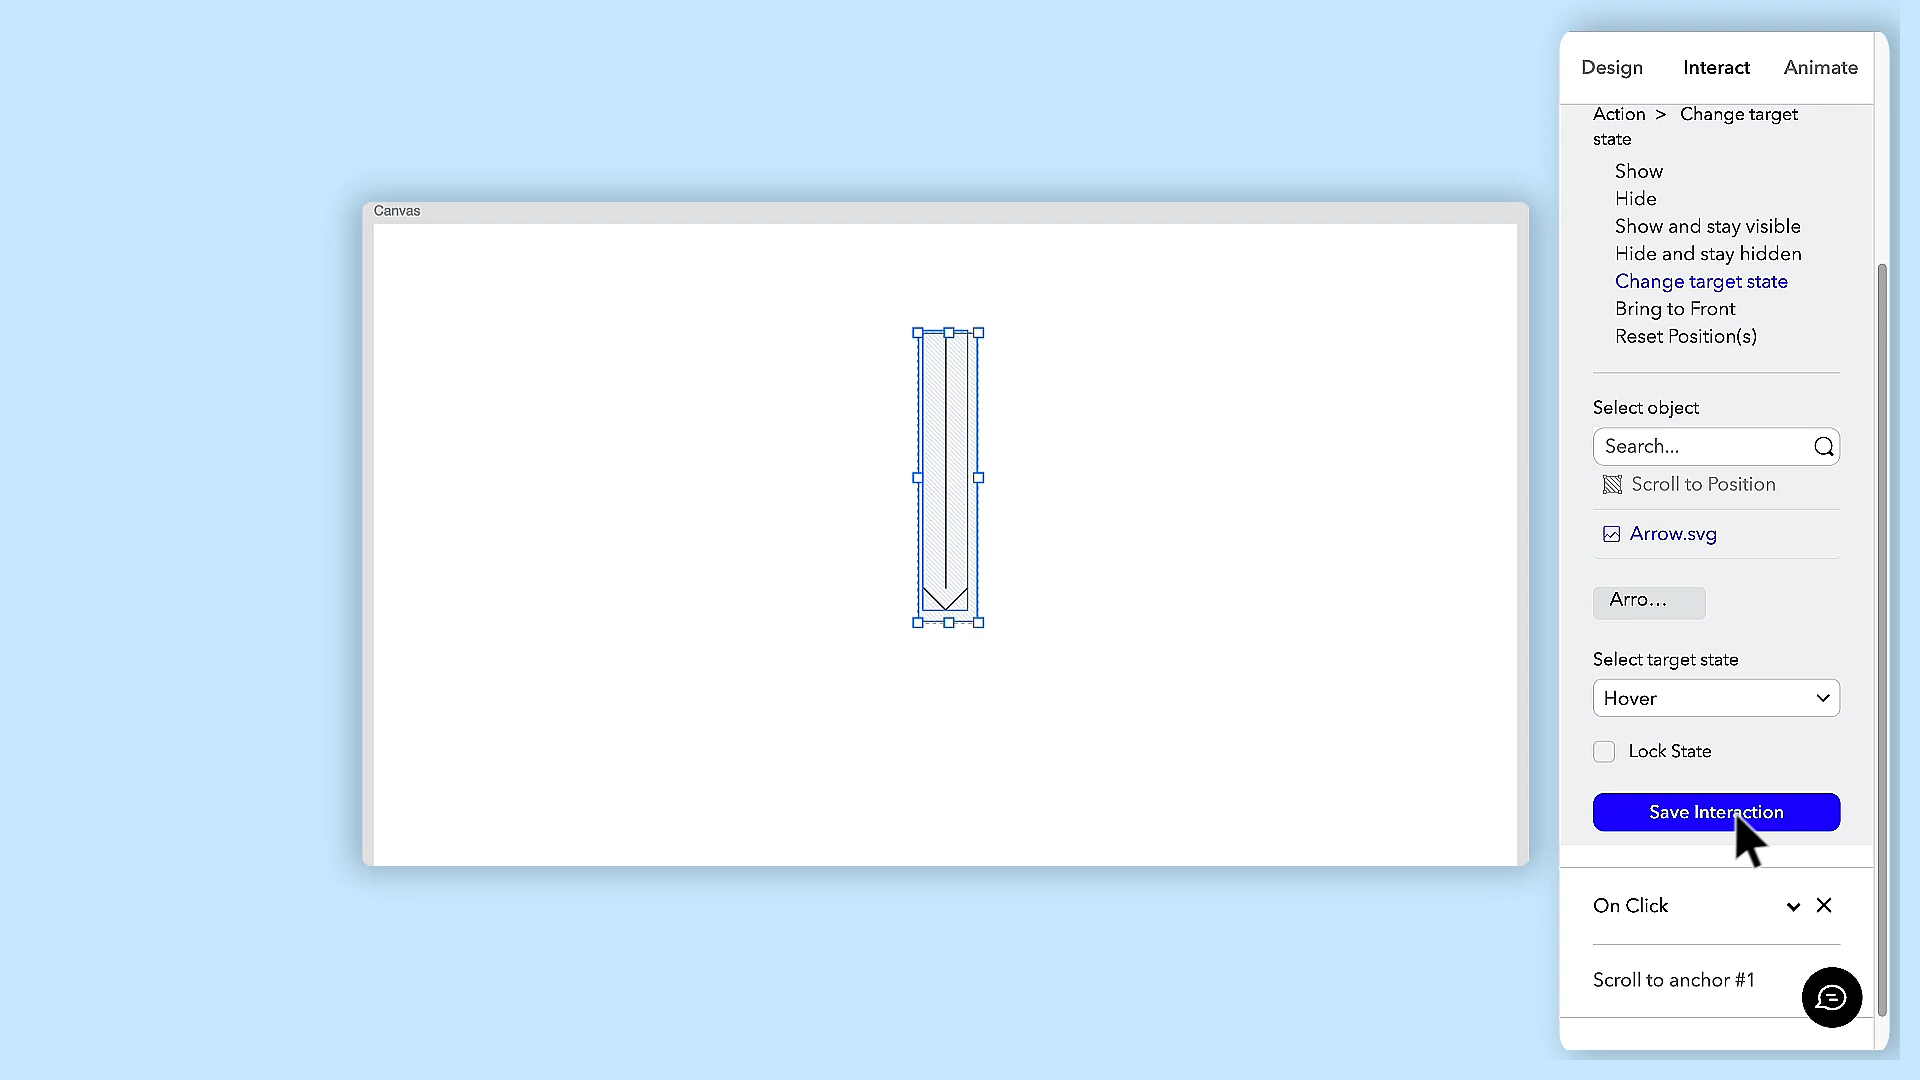 Design Interact Animate
Action > Change target
state
Show
Hide
Show and stay visible
Hide and stay hidden
Change target state
Bring to Front
Reset Position(s)
Canvas
Select object
Search...
Scroll to Position
Arrow.svg
Arro...
Select target state
Hover
Lock State
Save Interaction
On Click
Scroll to anchor #1